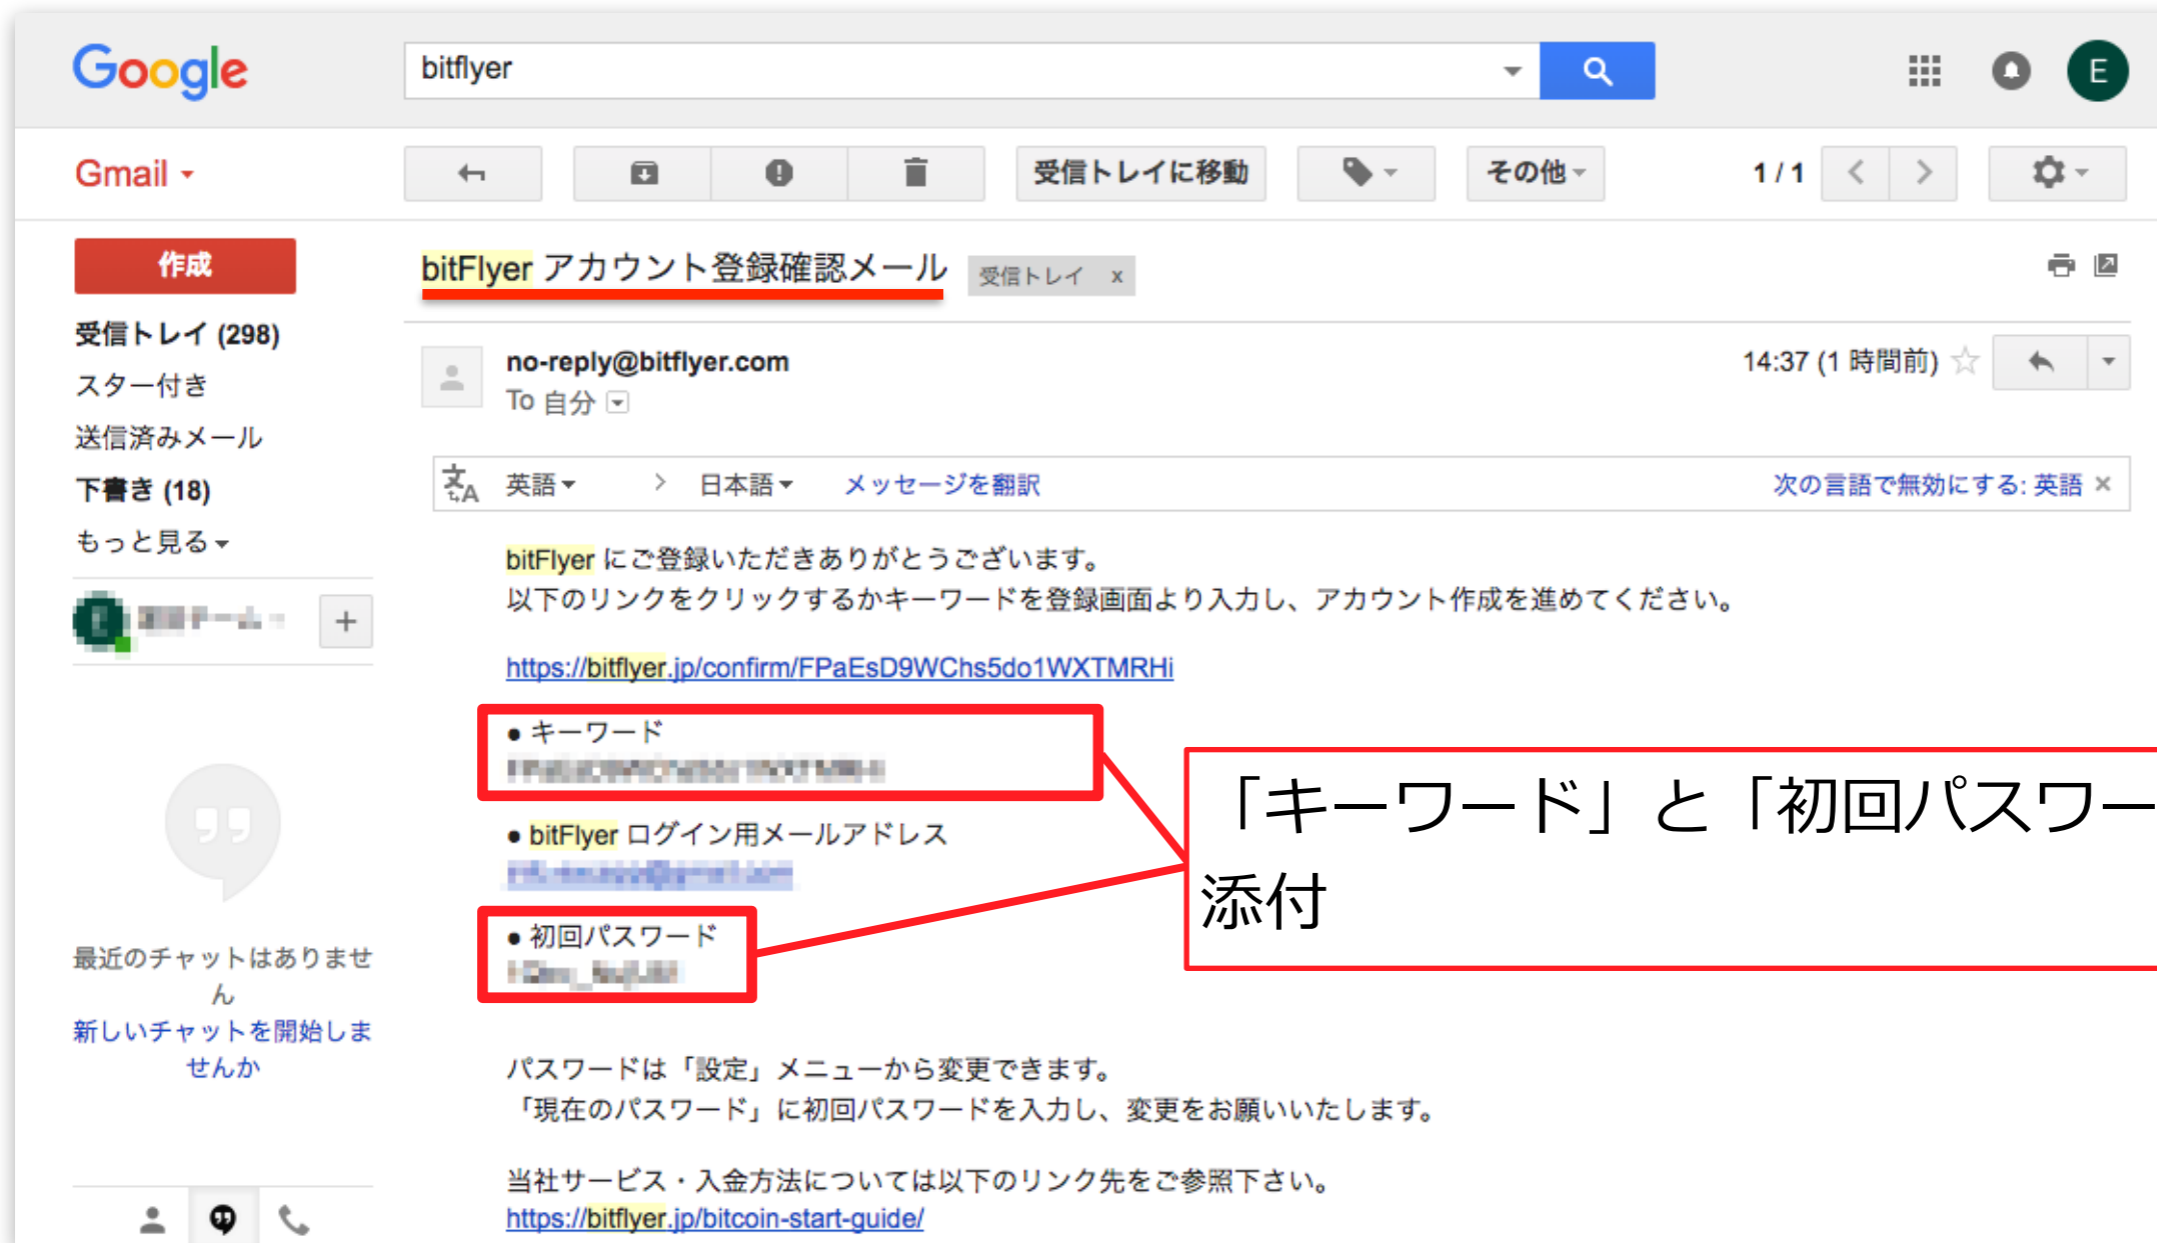 Google
bitflyer
E
Gmail
受信トレイに移動
その他
1 / 1
作成
受信トレイ (298)
スター付き
送信済みメール
下書き (18)
もっと見る
最近のチャットはありませ
ん
新しいチャットを開始しま
せんか
bitFlyer アカウント登録確認メール
受信トレイ x
no-reply@bitflyer.com
14:37 (1 時間前)
To 自分
英語 > 日本語 メッセージを翻訳
次の言語で無効にする: 英語 ×
bitFlyer にご登録いただきありがとうございます。
以下のリンクをクリックするかキーワードを登録画面より入力し、アカウント作成を進めてください。
https://bitflyer.jp/confirm/FPaEsD9WChs5do1WXTMRHi
● キーワード
● bitFlyer ログイン用メールアドレス
● 初回パスワード
「キーワード」と「初回パスワー
添付
パスワードは「設定」メニューから変更できます。
「現在のパスワード」に初回パスワードを入力し、変更をお願いいたします。
当社サービス・入金方法については以下のリンク先をご参照下さい。
https://bitflyer.jp/bitcoin-start-guide/